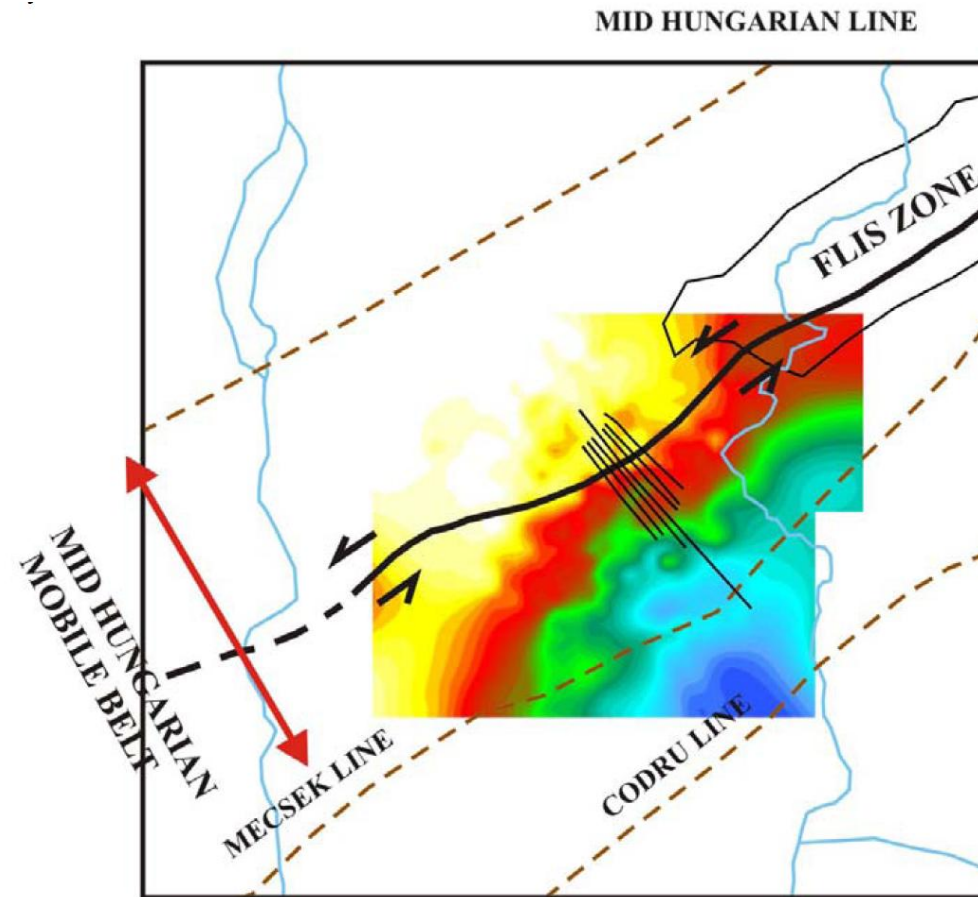 MID HUNGARIAN LINE
FLIS ZONE
MID HUNGARIAN
MOBILE BELT
MECSEK LINE
CODRU LINE